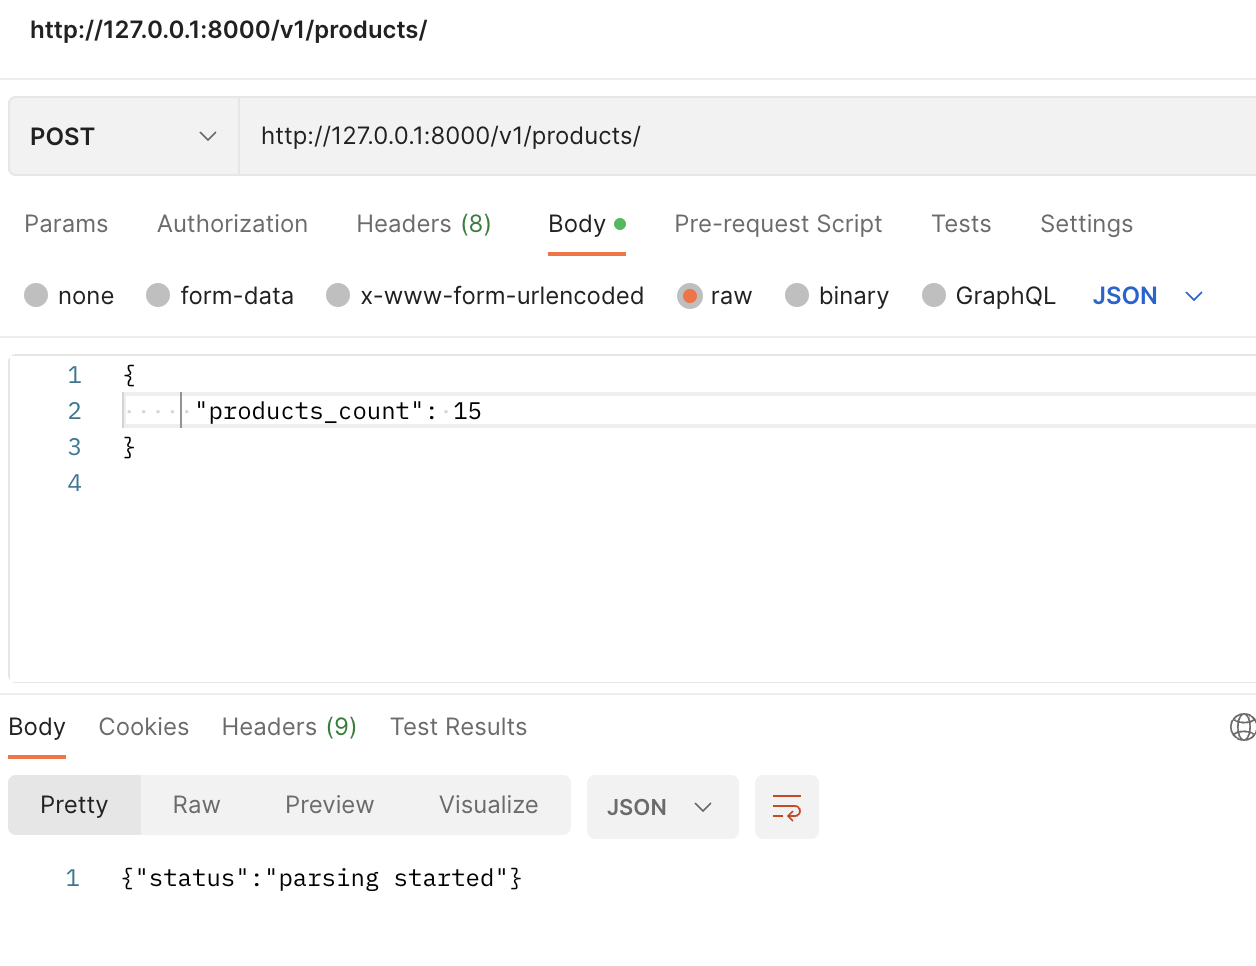 http://127.0.0.1:8000/v1/products/
POST http://127.0.0.1:8000/v1/products/
Params Authorization Headers (8) Body Pre-request Script Tests Settings
none form-data x-www-form-urlencoded raw binary GraphQL JSON
1 {
2 "products_count": 15
3 }
4
Body Cookies Headers (9) Test Results
Pretty Raw Preview Visualize JSON
1 {"status":"parsing started"}